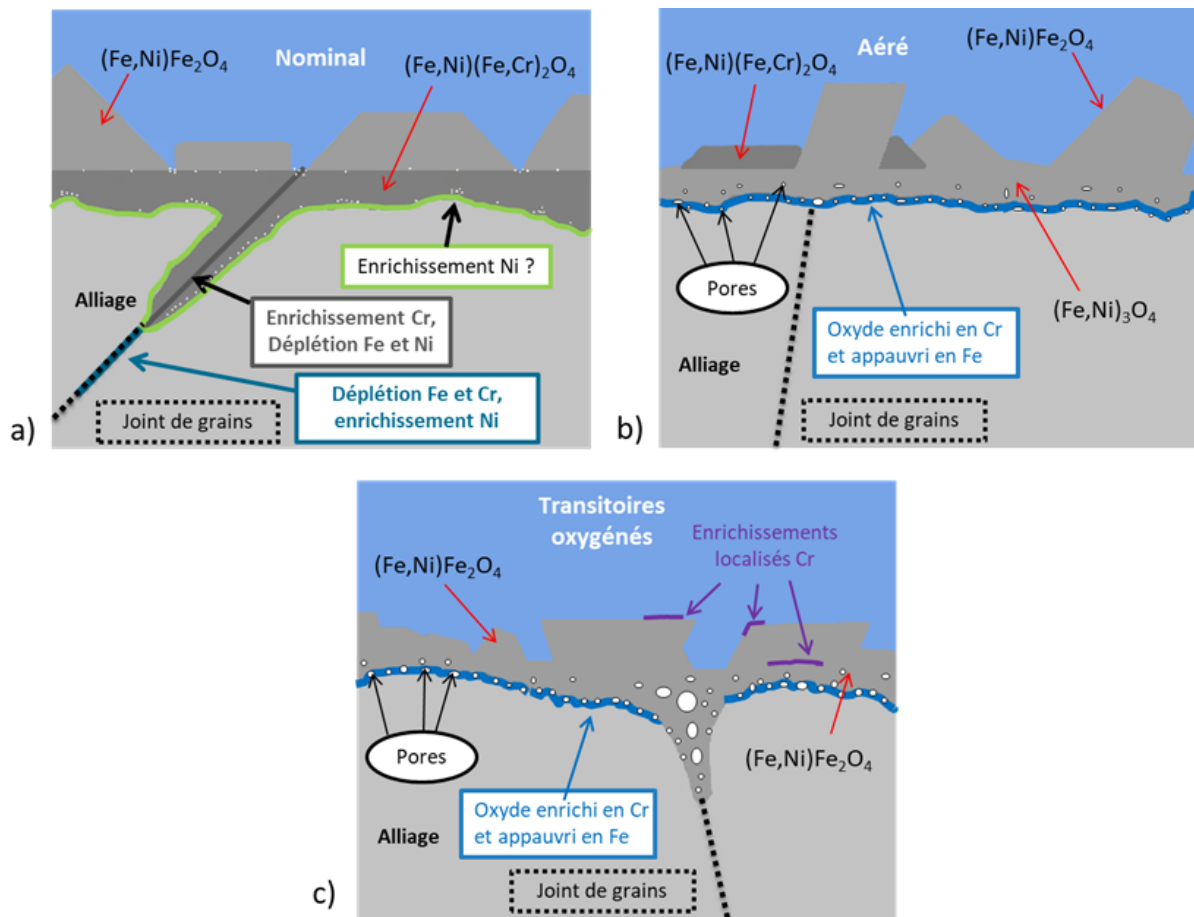 (Fe,Ni)Fe₂O₄
Nominal
(Fe,Ni)(Fe,Cr)₂O₄
Enrichissement Ni ?
Alliage
Enrichissement Cr,
Déplétion Fe et Ni
Déplétion Fe et Cr,
enrichissement Ni
Joint de grains
a)
Aéré
(Fe,Ni)Fe₂O₄
(Fe,Ni)(Fe,Cr)₂O₄
Pores
(Fe,Ni)₃O₄
Oxyde enrichi en Cr
et appauvri en Fe
Alliage
Joint de grains
b)
Transitoires
oxygénés
Enrichissements
localisés Cr
(Fe,Ni)Fe₂O₄
Pores
(Fe,Ni)Fe₂O₄
Oxyde enrichi en Cr
et appauvri en Fe
Alliage
Joint de grains
c)